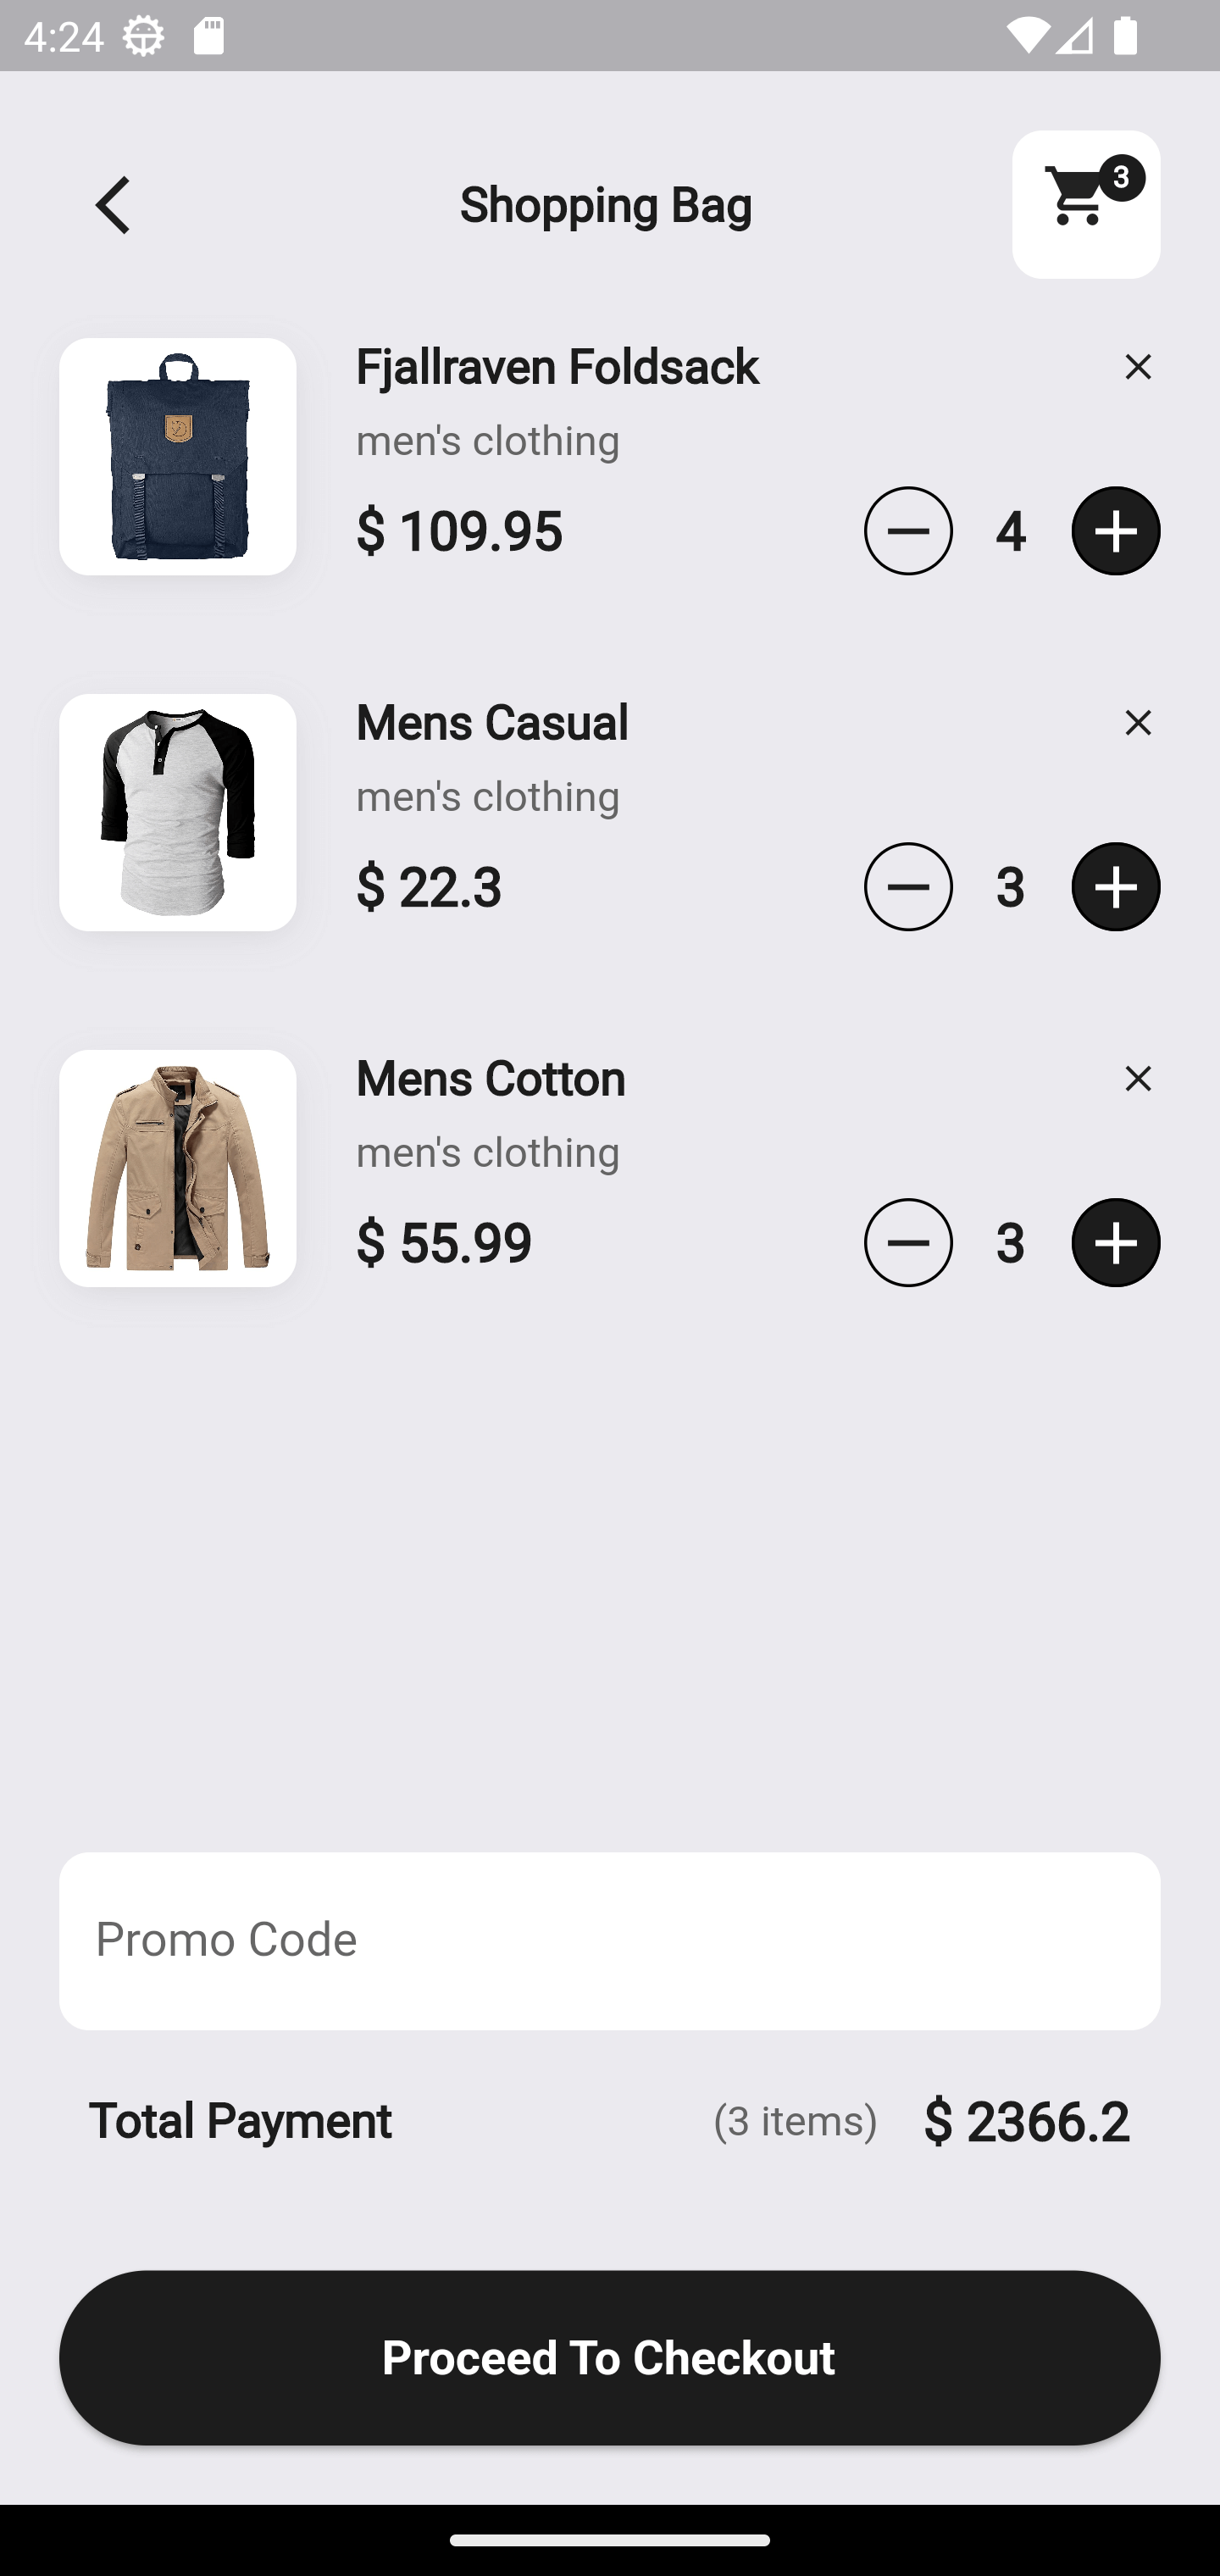 4:24
Shopping Bag
3
Fjallraven Foldsack
men's clothing
$ 109.95
4
Mens Casual
men's clothing
$ 22.3
3
Mens Cotton
men's clothing
$ 55.99
3
Promo Code
Total Payment (3 items) $ 2366.2
Proceed To Checkout